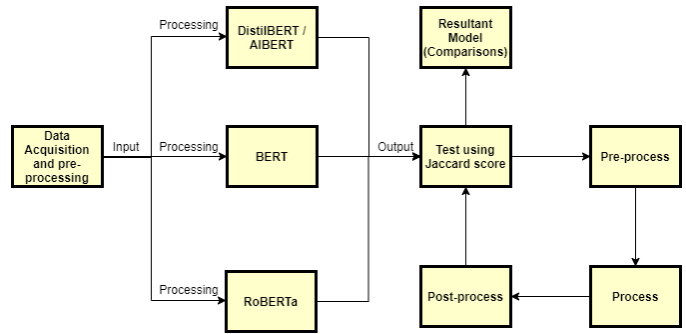 Processing
DistilBERT /
AlBERT
Resultant
Model
(Comparisons)
Data
Acquisition
and pre-
processing
Input
Processing
BERT
Output
Test using
Jaccard score
Pre-process
Processing
RoBERTa
Post-process
Process